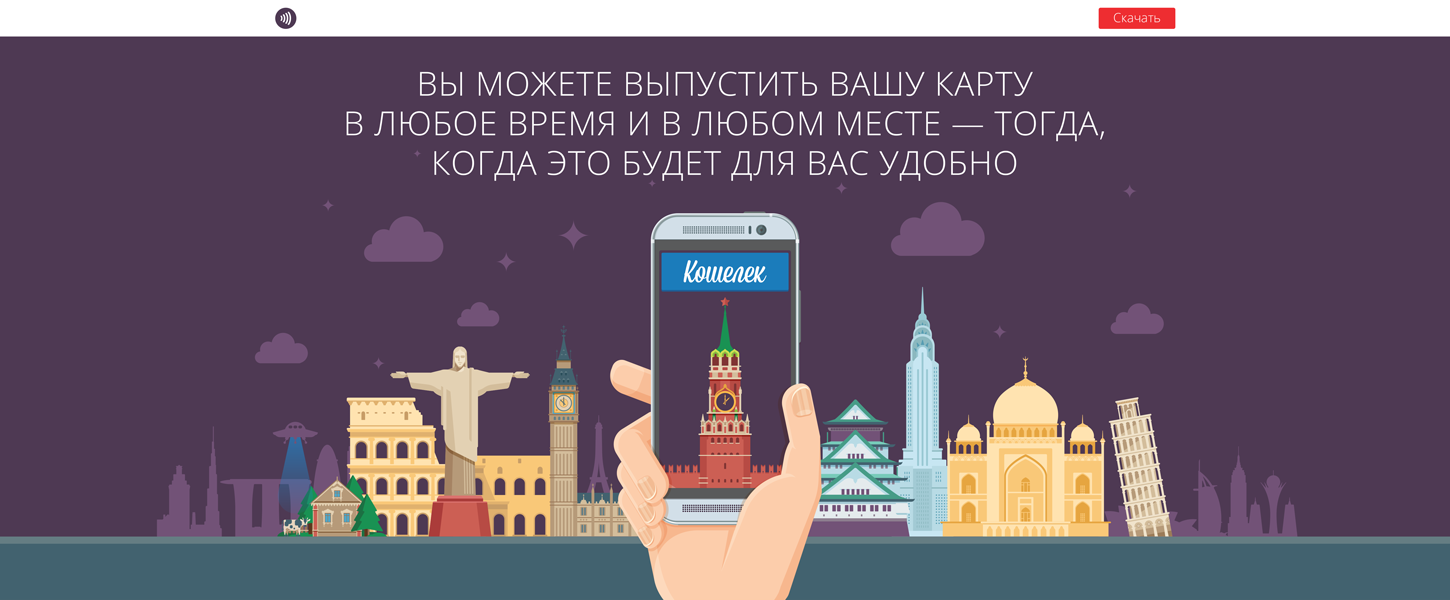 Скачать
ВЫ МОЖЕТЕ ВЫПУСТИТЬ ВАШУ КАРТУ
В ЛЮБОЕ ВРЕМЯ И В ЛЮБОМ МЕСТЕ — ТОГДА,
КОГДА ЭТО БУДЕТ ДЛЯ ВАС УДОБНО
Кошелек